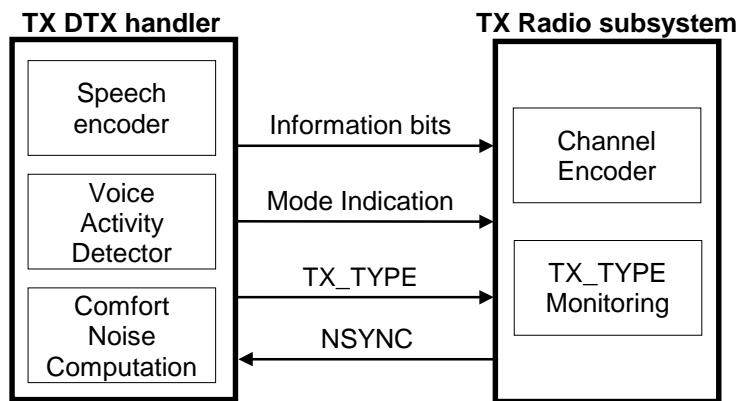 TX DTX handler
TX Radio subsystem
Speech
encoder
Voice
Activity
Detector
Comfort
Noise
Computation
Information bits
Mode Indication
TX_TYPE
NSYNC
Channel
Encoder
TX_TYPE
Monitoring